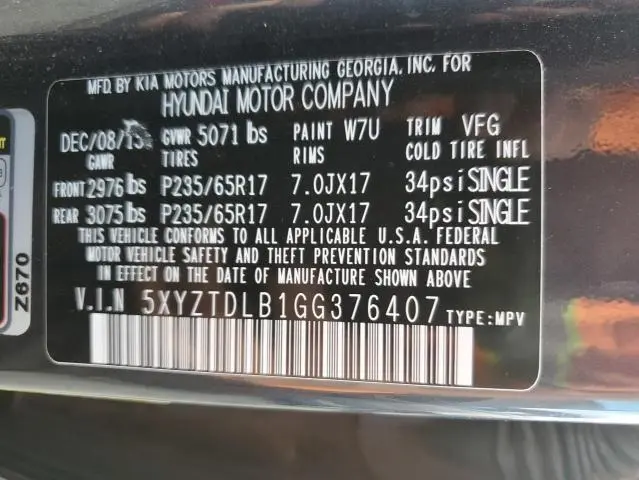 MFD. BY KIA MOTORS MANUFACTURING GEORGIA, INC. FOR
HYUNDAI MOTOR COMPANY
DEC/08/15 GVWR 5071 lbs PAINT W7U TRIM VFG
GAWR TIRES RIMS COLD TIRE INFL
FRONT 2976 lbs P235/65R17 7.0JX17 34psi SINGLE
REAR 3075 lbs P235/65R17 7.0JX17 34psi SINGLE
THIS VEHICLE CONFORMS TO ALL APPLICABLE U.S.A. FEDERAL
MOTOR VEHICLE SAFETY AND THEFT PREVENTION STANDARDS
IN EFFECT ON THE DATE OF MANUFACTURE SHOWN ABOVE.
V.I.N 5XYZTDLB1GG376407 TYPE:MPV
Z670